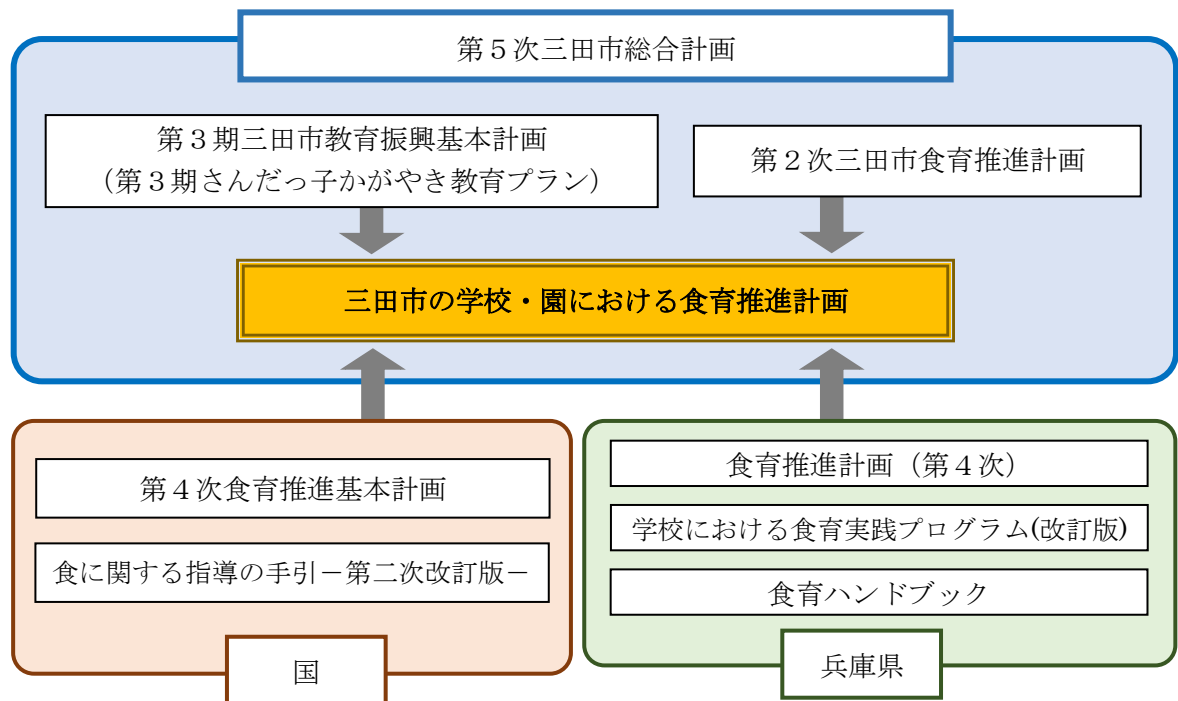 第５次三田市総合計画
第３期三田市教育振興基本計画
（第３期さんだっ子かがやき教育プラン）
第２次三田市食育推進計画
三田市の学校・園における食育推進計画
第４次食育推進基本計画
食に関する指導の手引－第二次改訂版－
国
食育推進計画（第４次）
学校における食育実践プログラム(改訂版)
食育ハンドブック
兵庫県